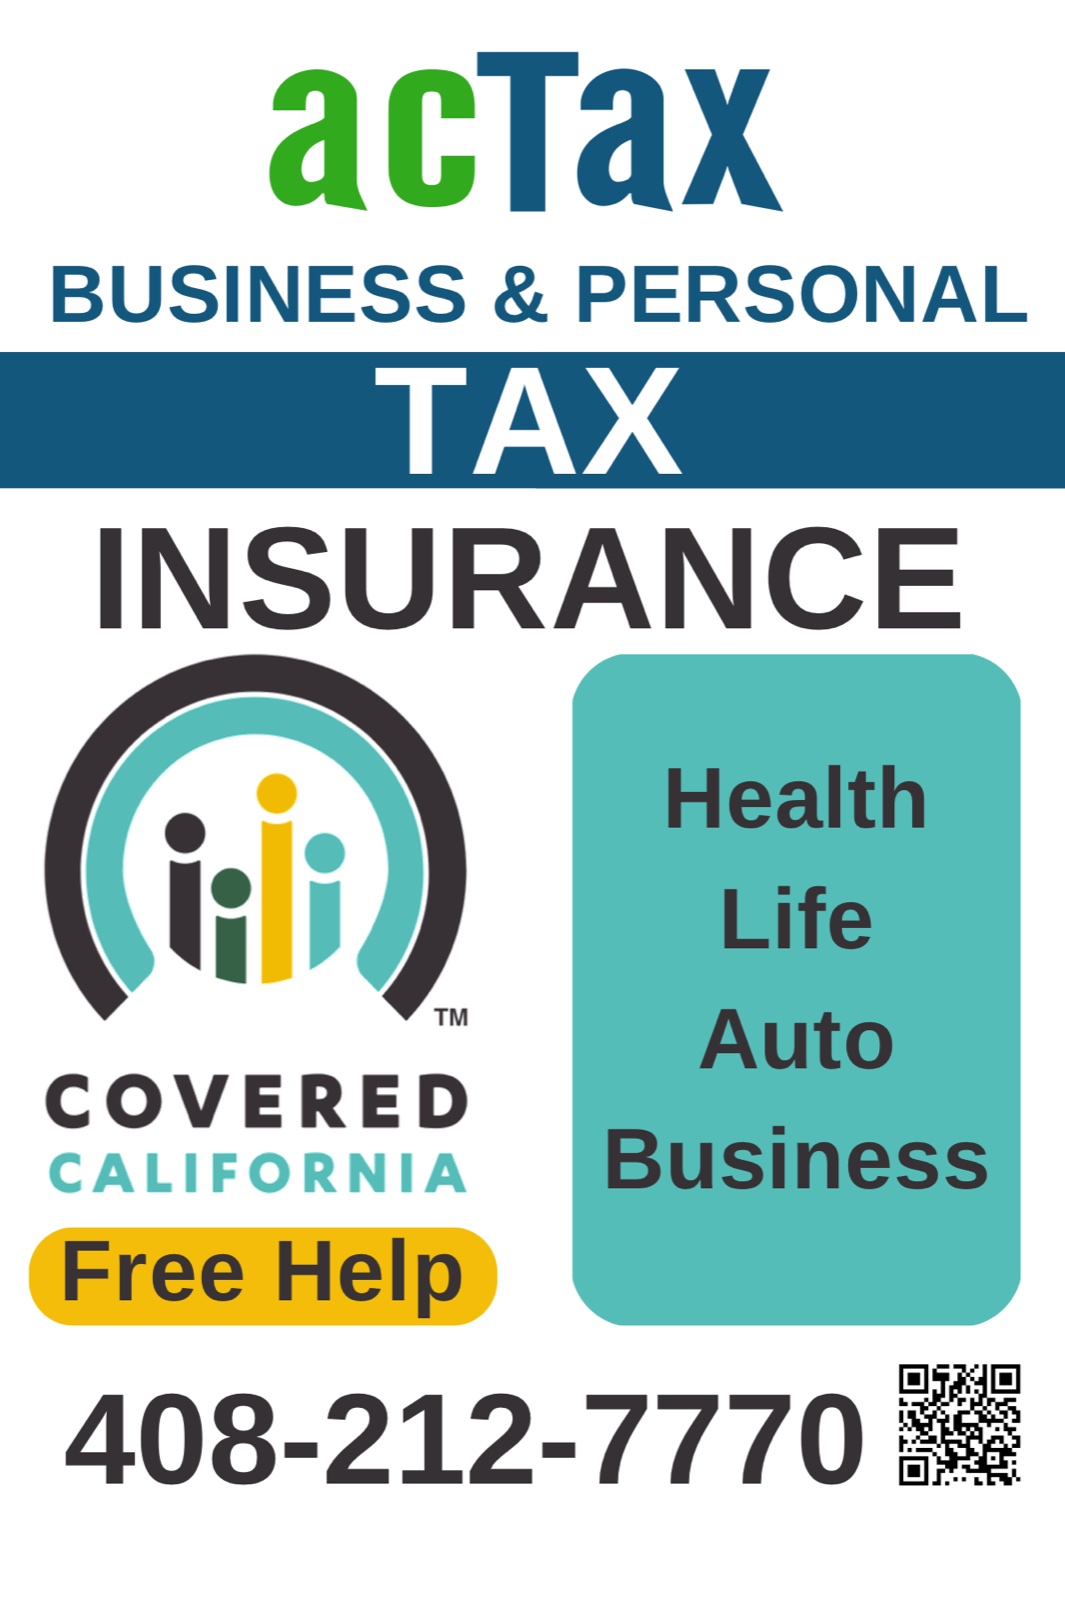 acTax
BUSINESS & PERSONAL
TAX
INSURANCE
TM
COVERED
CALIFORNIA
Free Help
Health
Life
Auto
Business
408-212-7770